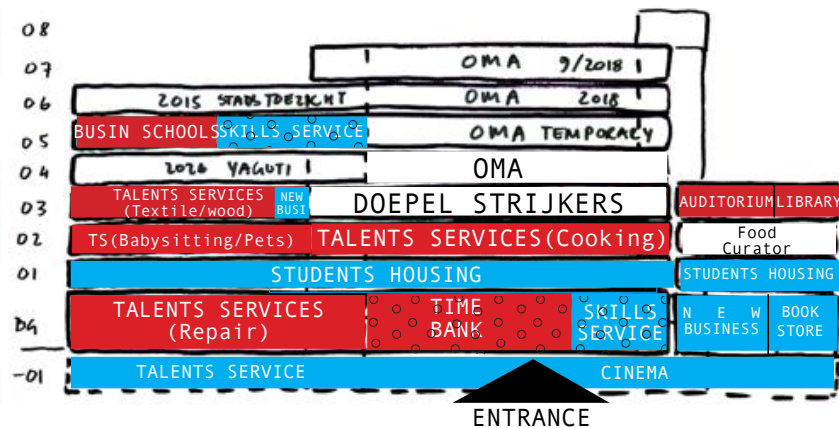 08
07 OMA 9/2018
06 2015 STADSTOEZICHT OMA 2018
05 BUSIN SCHOOLS SKILLS SERVICE OMA TEMPORARY
04 2026 YAGUTI OMA
03 TALENTS SERVICES (Textile/wood) NEW BUSI DOEPEL STRIJKERS AUDITORIUM LIBRARY
02 TS(Babysitting/Pets) TALENTS SERVICES(Cooking) Food Curator
01 STUDENTS HOUSING STUDENTS HOUSING
BG TALENTS SERVICES (Repair) TIME BANK SKILLS SERVICE NEW BUSINESS BOOK STORE
-01 TALENTS SERVICE CINEMA
ENTRANCE